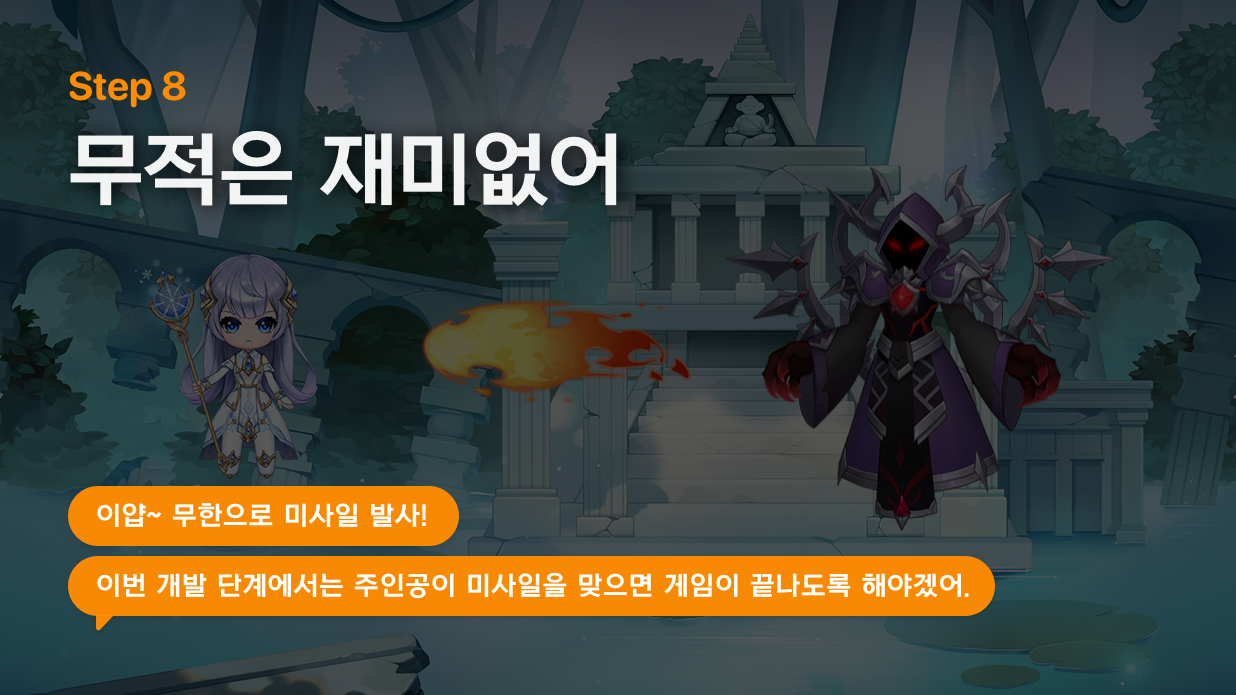 Step 8
무적은 재미없어
이얍~ 무한으로 미사일 발사!
이번 개발 단계에서는 주인공이 미사일을 맞으면 게임이 끝나도록 해야겠어.